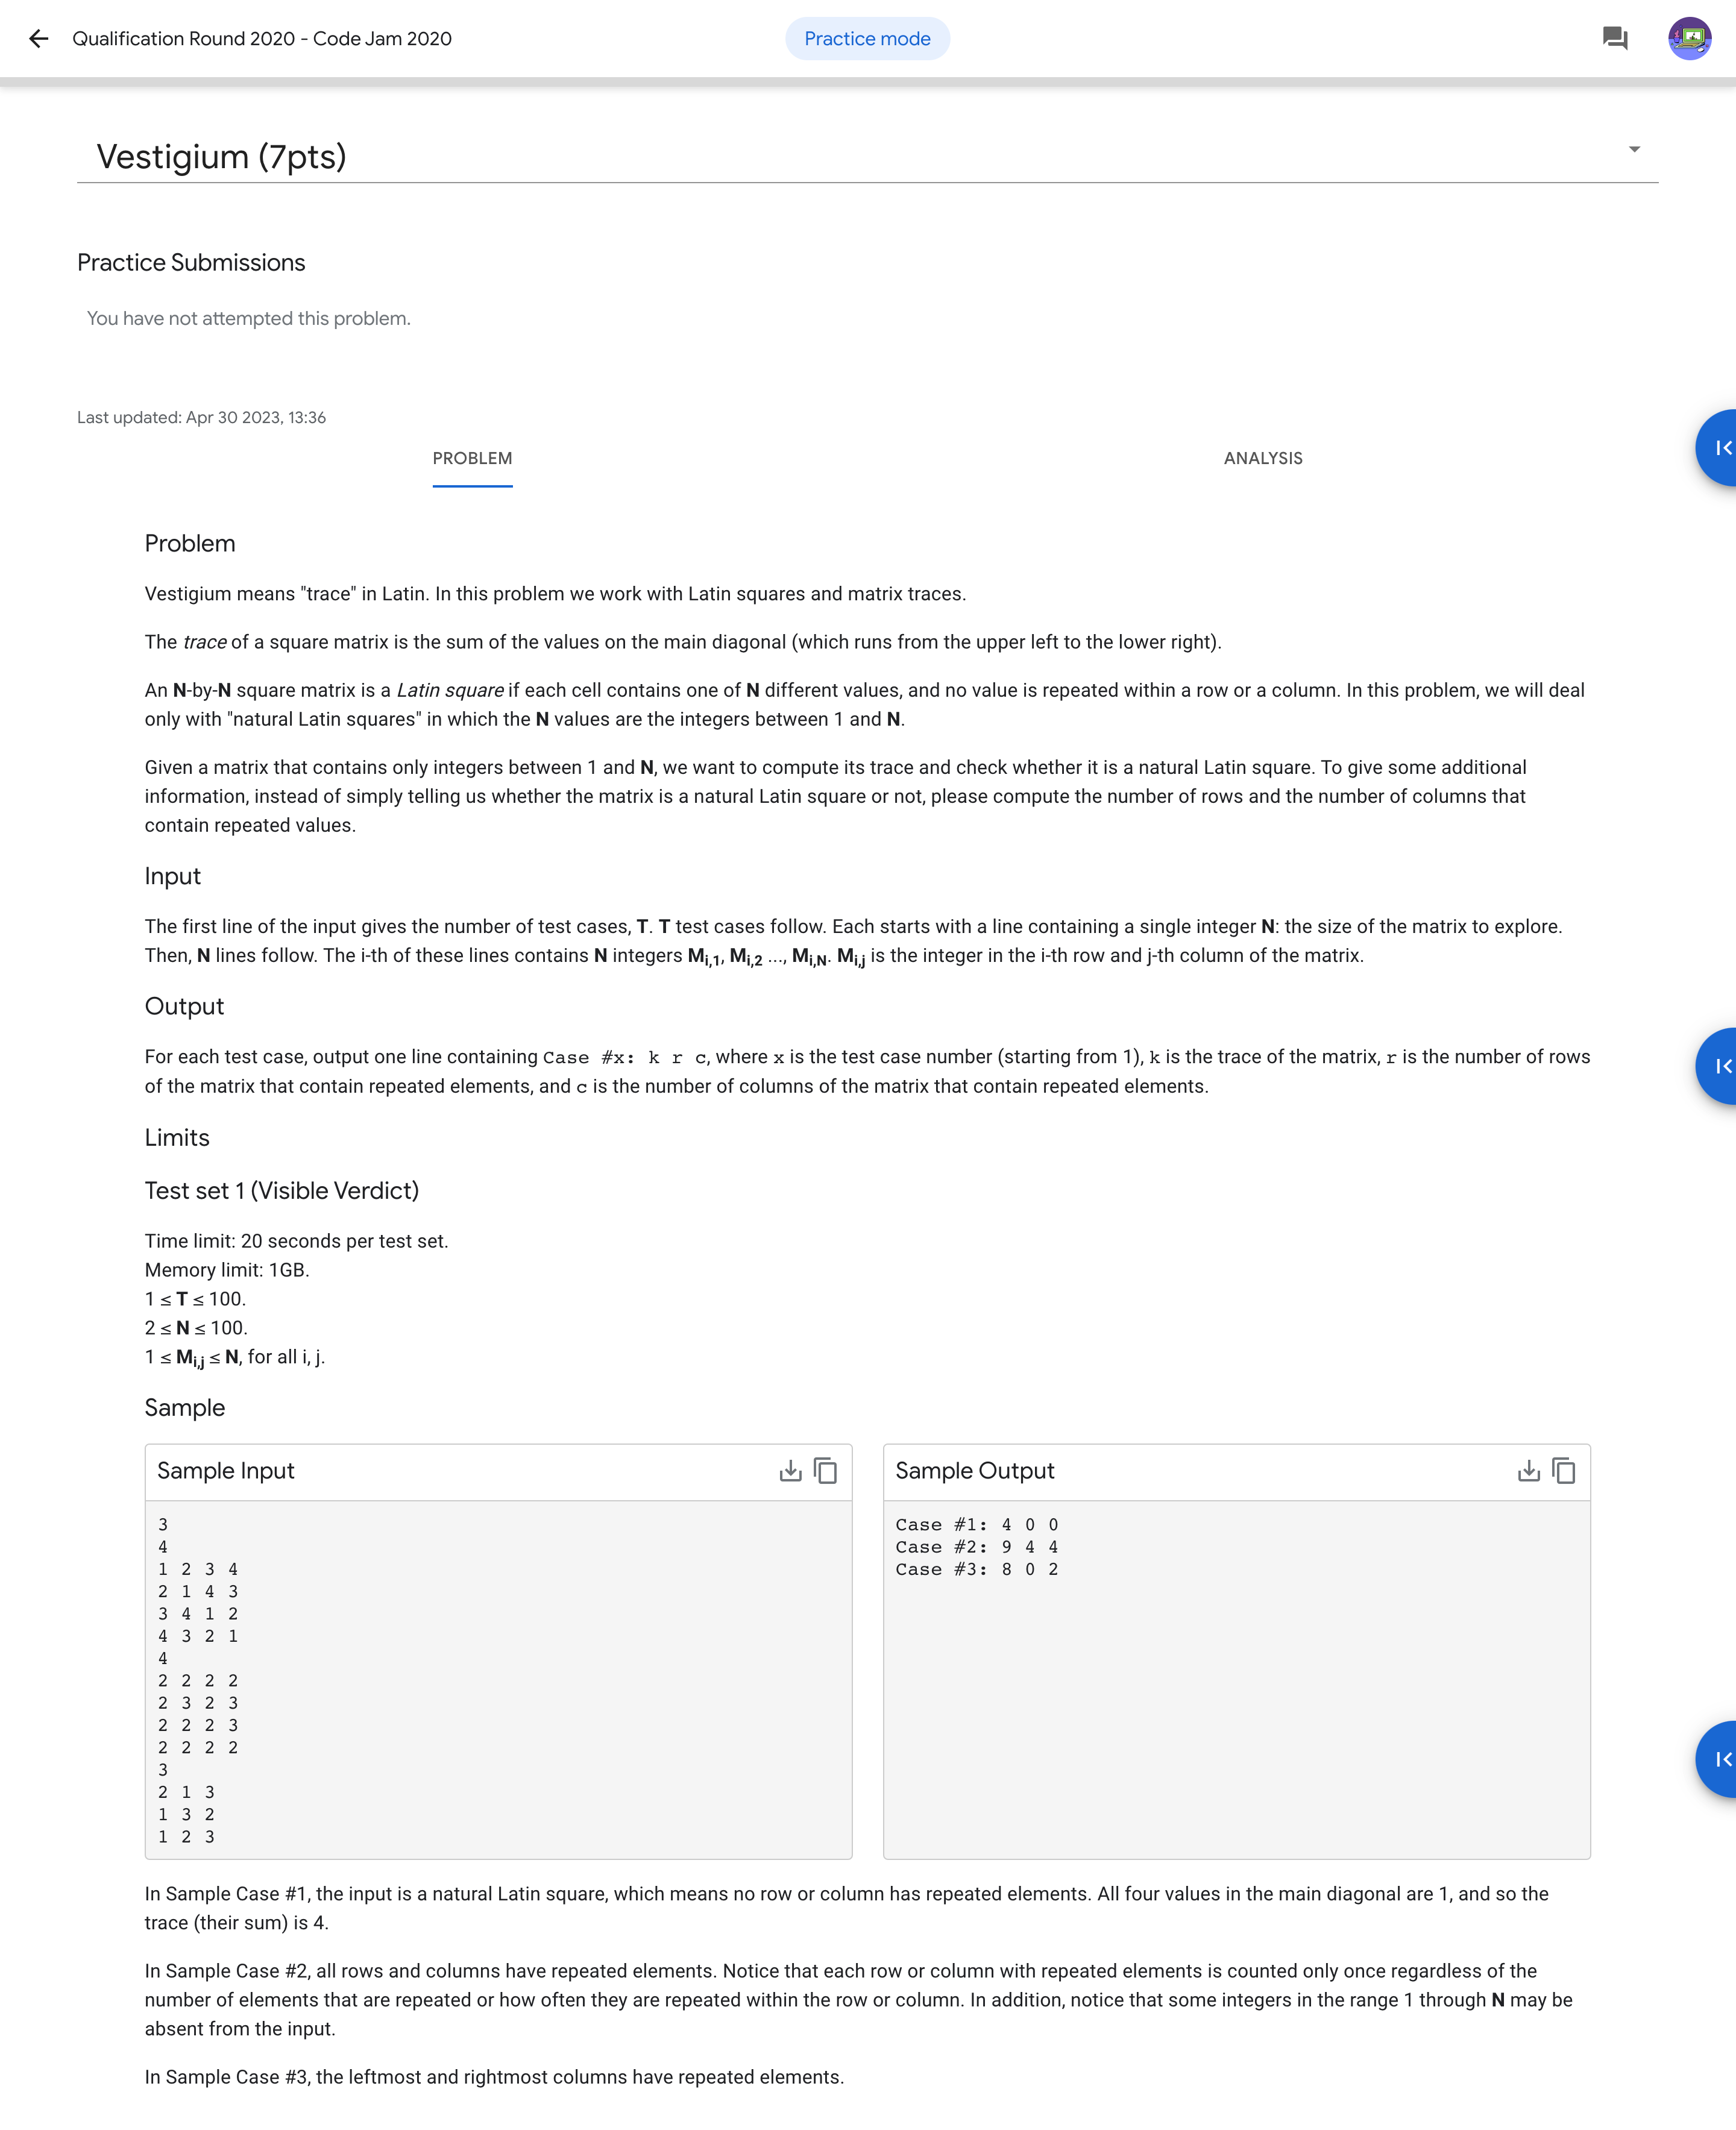 Qualification Round 2020 - Code Jam 2020
Practice mode
Vestigium (7pts)
Practice Submissions
You have not attempted this problem.
Last updated: Apr 30 2023, 13:36
PROBLEM
ANALYSIS
Problem
Vestigium means "trace" in Latin. In this problem we work with Latin squares and matrix traces.
The trace of a square matrix is the sum of the values on the main diagonal (which runs from the upper left to the lower right).
An N-by-N square matrix is a Latin square if each cell contains one of N different values, and no value is repeated within a row or a column. In this problem, we will deal
only with "natural Latin squares" in which the N values are the integers between 1 and N.
Given a matrix that contains only integers between 1 and N, we want to compute its trace and check whether it is a natural Latin square. To give some additional
information, instead of simply telling us whether the matrix is a natural Latin square or not, please compute the number of rows and the number of columns that
contain repeated values.
Input
The first line of the input gives the number of test cases, T. T test cases follow. Each starts with a line containing a single integer N: the size of the matrix to explore.
Then, N lines follow. The i-th of these lines contains N integers Mi,1, Mi,2 ..., Mi,N. Mi,j is the integer in the i-th row and j-th column of the matrix.
Output
For each test case, output one line containing Case #x: k r c, where x is the test case number (starting from 1), k is the trace of the matrix, r is the number of rows
of the matrix that contain repeated elements, and c is the number of columns of the matrix that contain repeated elements.
Limits
Test set 1 (Visible Verdict)
Time limit: 20 seconds per test set.
Memory limit: 1GB.
1 ≤ T ≤ 100.
2 ≤ N ≤ 100.
1 ≤ Mi,j ≤ N, for all i, j.
Sample
Sample Input
3
4
1 2 3 4
2 1 4 3
3 4 1 2
4 3 2 1
4
2 2 2 2
2 3 2 3
2 2 2 3
2 2 2 2
3
2 1 3
1 3 2
1 2 3
Sample Output
Case #1: 4 0 0
Case #2: 9 4 4
Case #3: 8 0 2
In Sample Case #1, the input is a natural Latin square, which means no row or column has repeated elements. All four values in the main diagonal are 1, and so the
trace (their sum) is 4.
In Sample Case #2, all rows and columns have repeated elements. Notice that each row or column with repeated elements is counted only once regardless of the
number of elements that are repeated or how often they are repeated within the row or column. In addition, notice that some integers in the range 1 through N may be
absent from the input.
In Sample Case #3, the leftmost and rightmost columns have repeated elements.